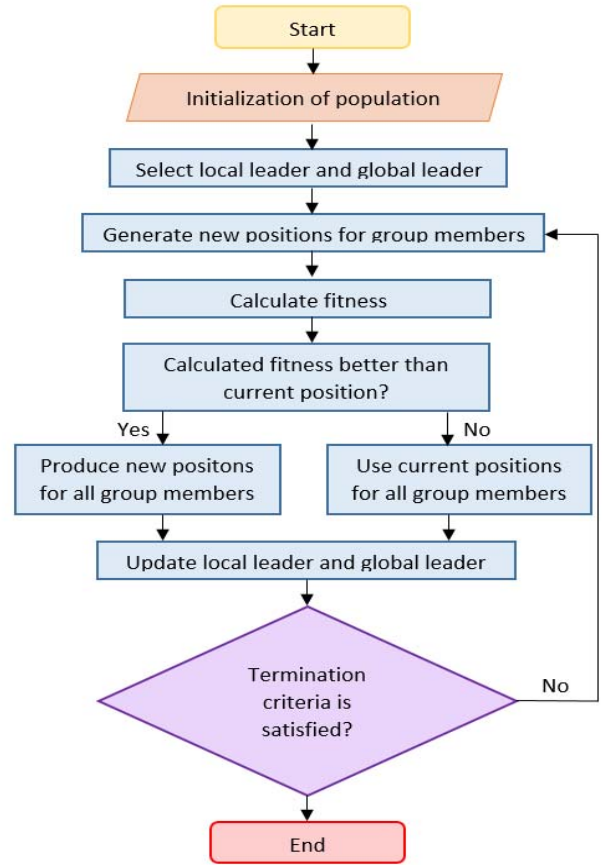 Start
Initialization of population
Select local leader and global leader
Generate new positions for group members
Calculate fitness
Calculated fitness better than
current position?
Yes
No
Produce new positons
for all group members
Use current positions
for all group members
Update local leader and global leader
Termination
criteria is
satisfied?
No
End